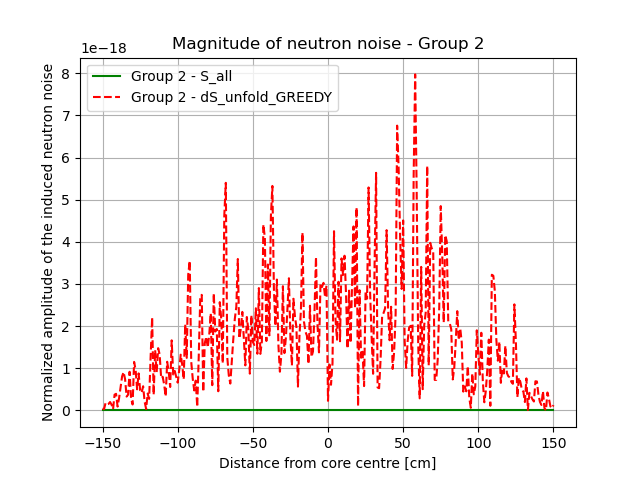 Magnitude of neutron noise - Group 2
1e−18
Group 2 - S_all
Group 2 - dS_unfold_GREEDY
Normalized amplitude of the induced neutron noise
8
7
6
5
4
3
2
1
0
−150 −100 −50 0 50 100 150
Distance from core centre [cm]